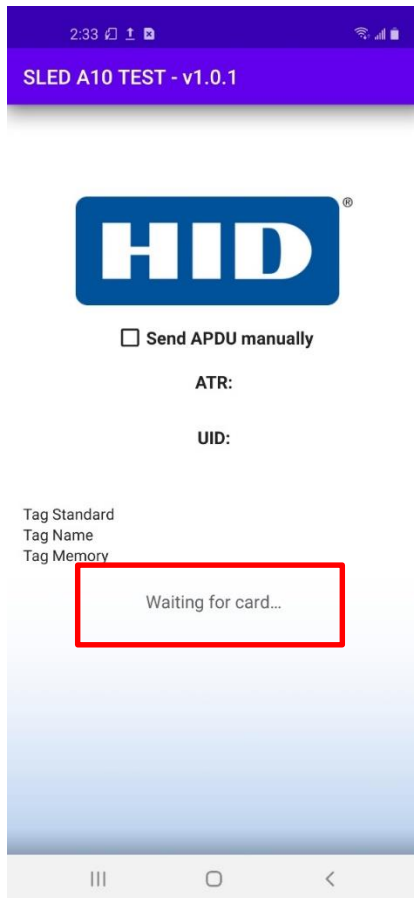 2:33
SLED A10 TEST - v1.0.1
HID®
Send APDU manually
ATR:
UID:
Tag Standard
Tag Name
Tag Memory
Waiting for card...